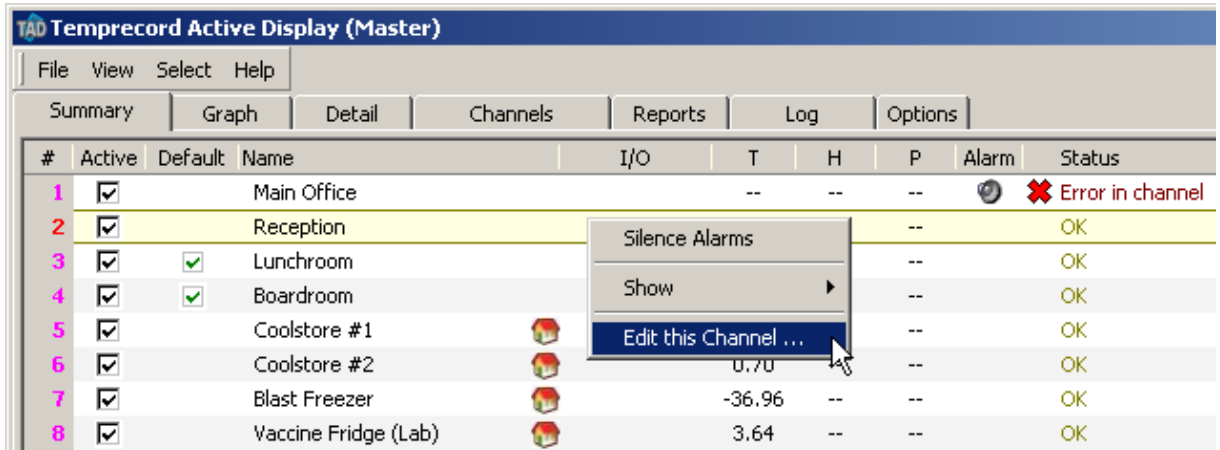 TAD Temprecord Active Display (Master)
File View Select Help
Summary Graph Detail Channels Reports Log Options
# Active Default Name I/O T H P Alarm Status
1 Main Office -- -- -- Error in channel
2 Reception -- OK
Silence Alarms
3 Lunchroom -- OK
4 Boardroom -- OK
Show
5 Coolstore #1 -- OK
Edit this Channel ...
6 Coolstore #2 0.70 -- -- OK
7 Blast Freezer -36.96 -- -- OK
8 Vaccine Fridge (Lab) 3.64 -- -- OK